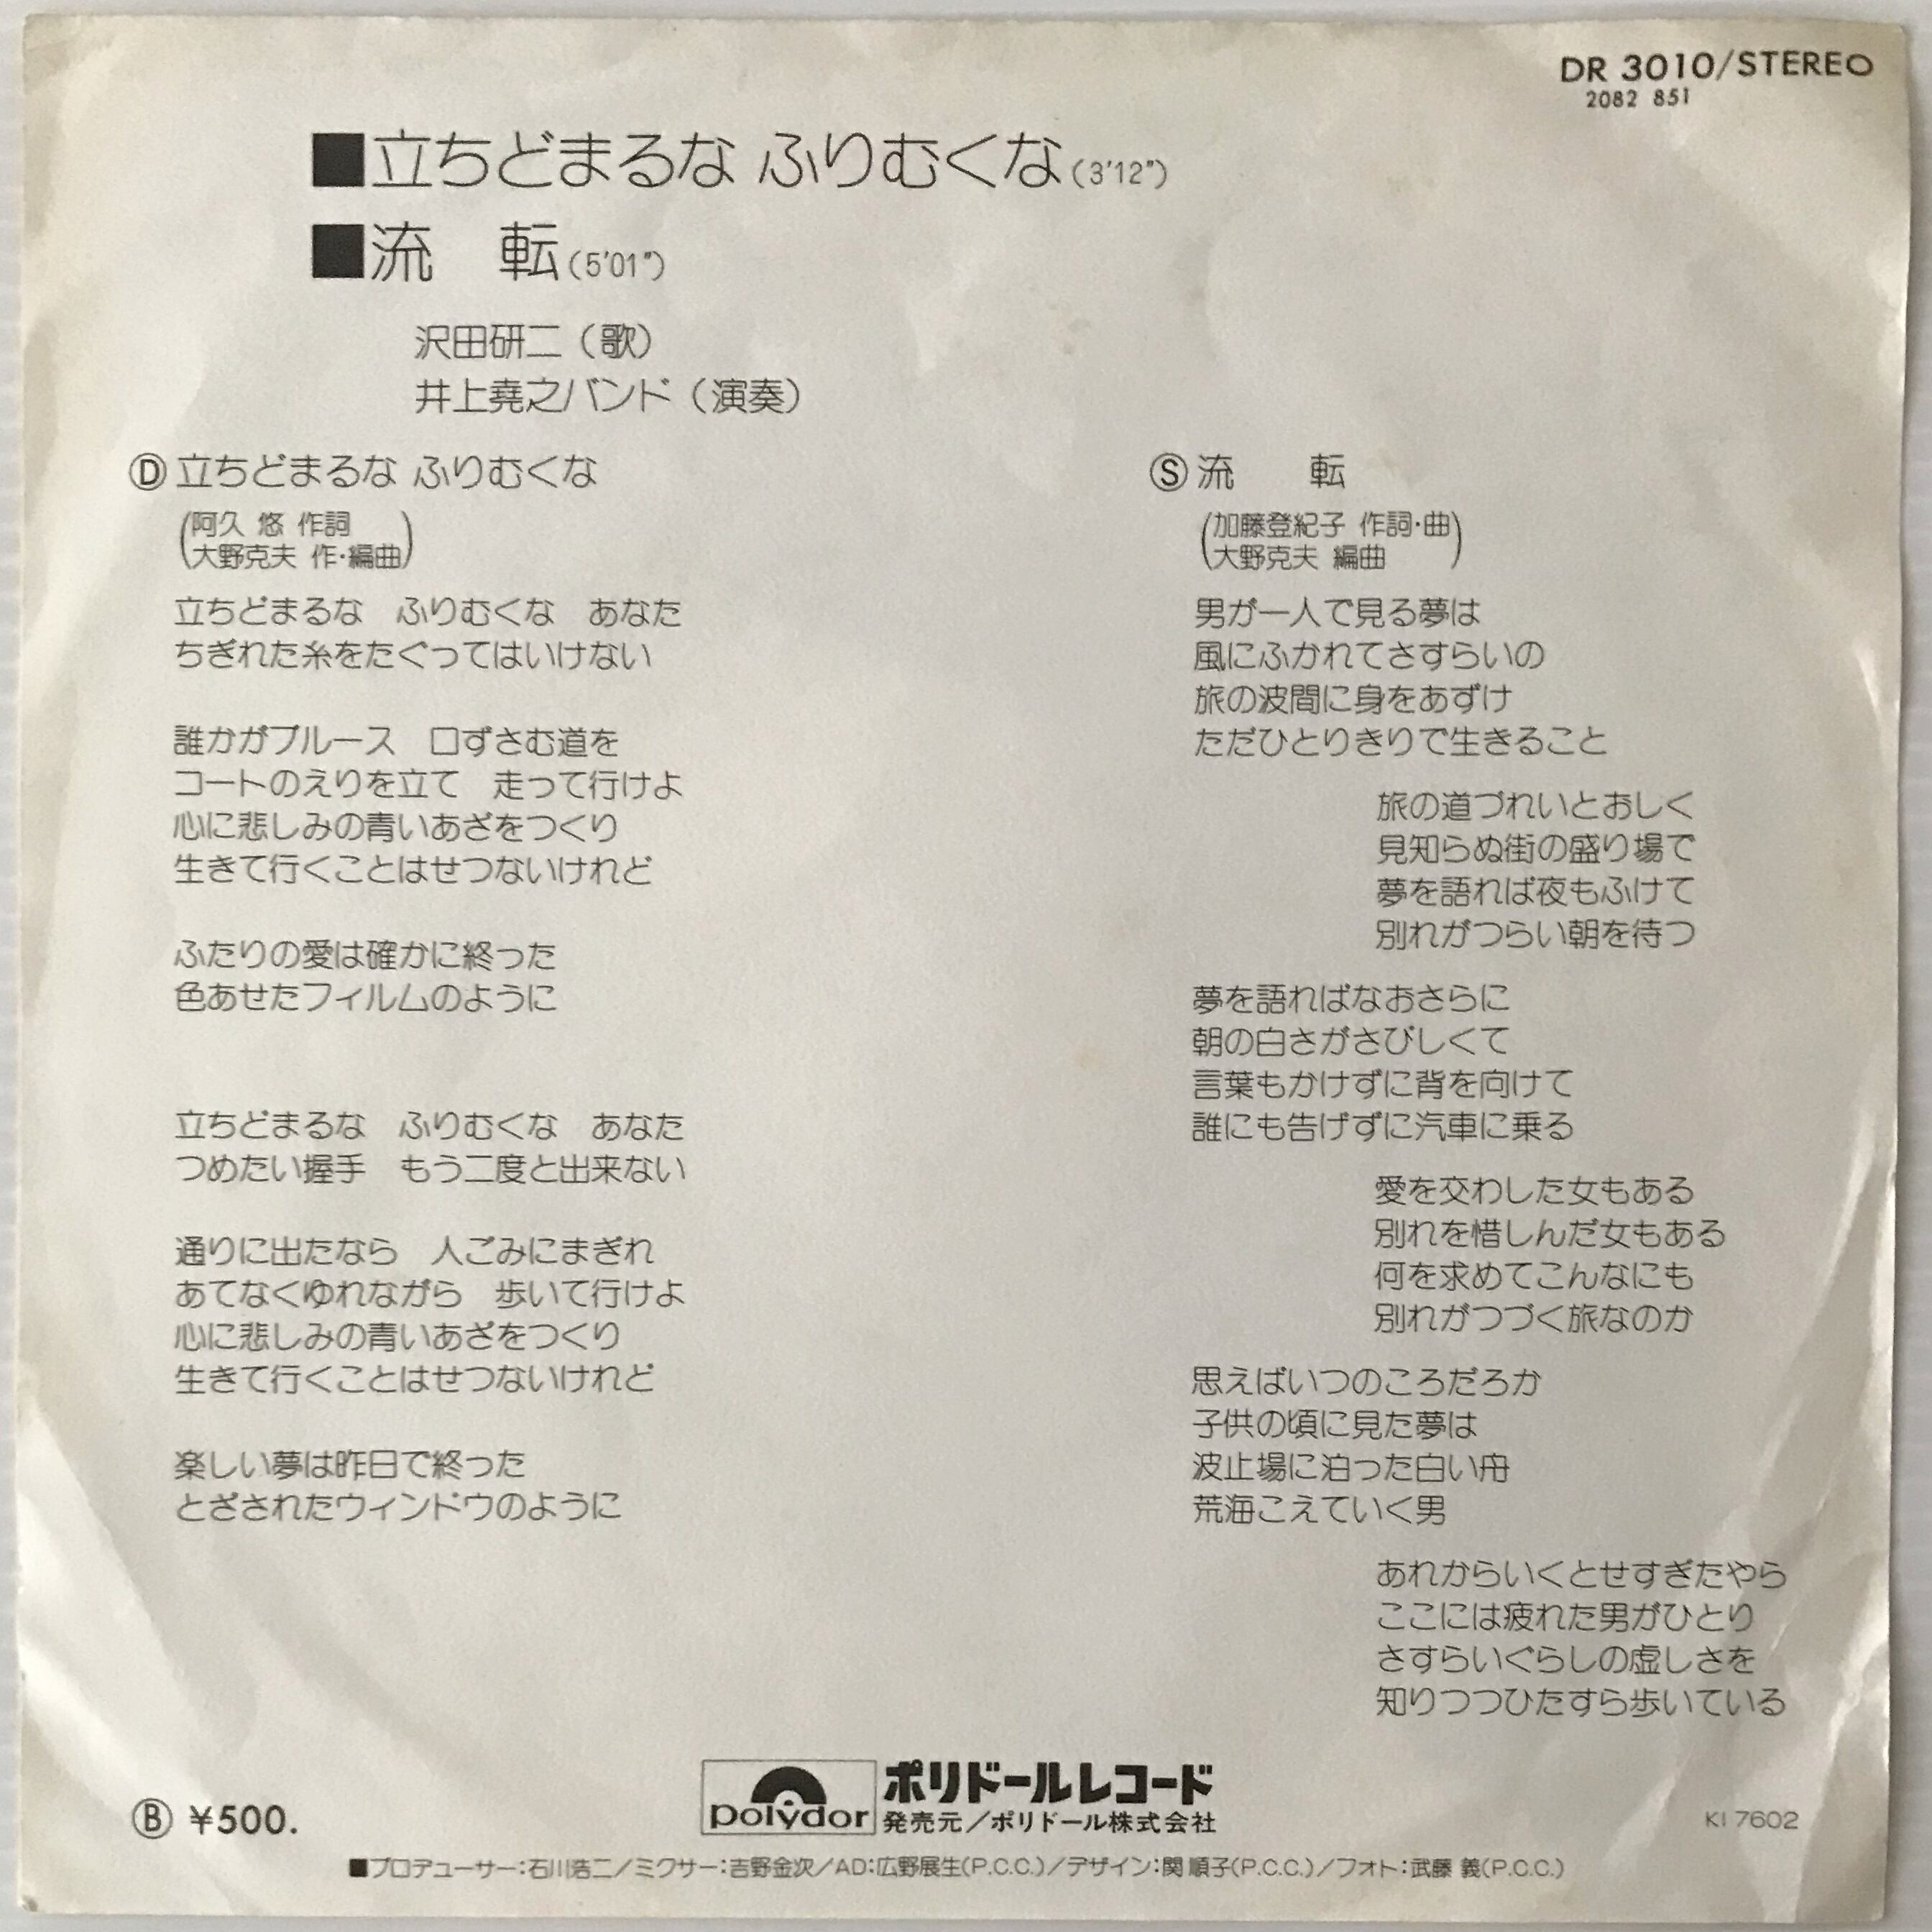 DR 3010/STEREO
2082 851
■立ちどまるな ふりむくな(3'12")
■流 転(5'01")
沢田研二(歌)
井上堯之バンド(演奏)
Ⓓ立ちどまるな ふりむくな
(阿久 悠 作詞
大野克夫 作・編曲)
立ちどまるな ふりむくな あなた
ちぎれた糸をたぐってはいけない
誰かがブルース 口ずさむ道を
コートのえりを立て 走って行けよ
心に悲しみの青いあざをつくり
生きて行くことはせつないけれど
ふたりの愛は確かに終った
色あせたフィルムのように
立ちどまるな ふりむくな あなた
つめたい握手 もう二度と出来ない
通りに出たなら 人ごみにまぎれ
あてなくゆれながら 歩いて行けよ
心に悲しみの青いあざをつくり
生きて行くことはせつないけれど
楽しい夢は昨日で終った
とざされたウィンドウのように
Ⓢ流 転
(加藤登紀子 作詞・曲
大野克夫 編曲)
男が一人で見る夢は
風にふかれてさすらいの
旅の波間に身をあずけ
ただひとりきりで生きること
旅の道づれいとおしく
見知らぬ街の盛り場で
夢を語れば夜もふけて
別れがつらい朝を待つ
夢を語ればなおさらに
朝の白さがさびしくて
言葉もかけずに背を向けて
誰にも告げずに汽車に乗る
愛を交わした女もある
別れを惜しんだ女もある
何を求めてこんなにも
別れがつづく旅なのか
思えばいつのころだろか
子供の頃に見た夢は
波止場に泊った白い舟
荒海こえていく男
あれからいくとせすぎたやら
ここには疲れた男がひとり
さすらいぐらしの虚しさを
知りつつひたすら歩いている
Ⓑ ¥500.
polydor
ポリドールレコード
発売元/ポリドール株式会社
KI 7602
■プロデューサー:石川浩二/ミクサー:吉野金次/AD:広野展生(P.C.C.)/デザイン:関 順子(P.C.C.)/フォト:武藤 義(P.C.C.)